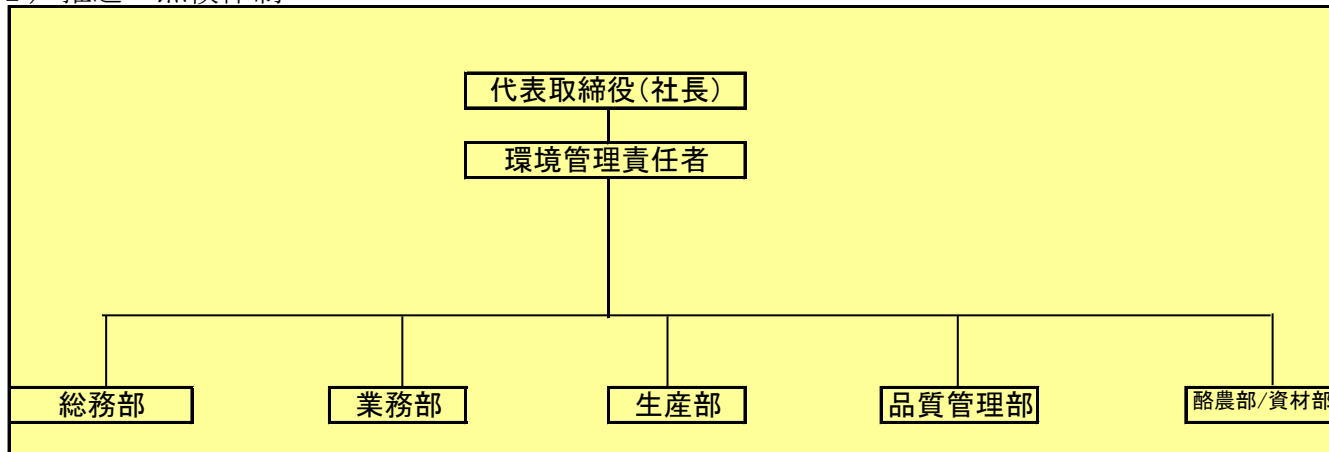 代表取締役(社長)
環境管理責任者
総務部
業務部
生産部
品質管理部
酪農部/資材部